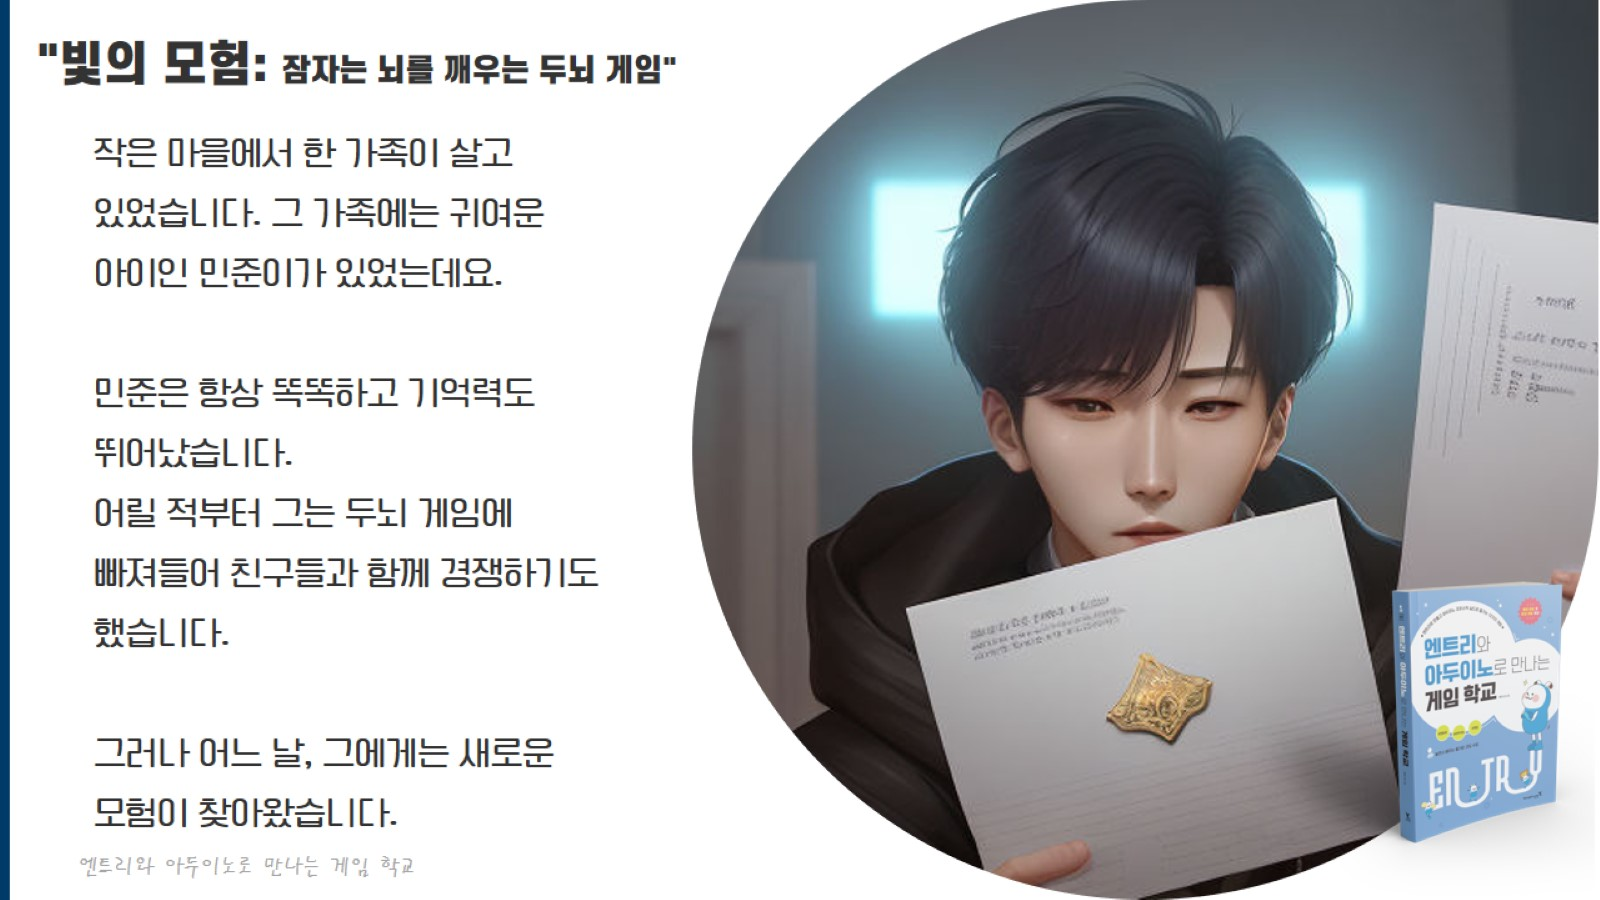 "빛의 모험: 잠자는 뇌를 깨우는 두뇌 게임"
작은 마을에서 한 가족이 살고
있었습니다. 그 가족에는 귀여운
아이인 민준이가 있었는데요.
민준은 항상 똑똑하고 기억력도
뛰어났습니다.
어릴 적부터 그는 두뇌 게임에
빠져들어 친구들과 함께 경쟁하기도
했습니다.
그러나 어느 날, 그에게는 새로운
모험이 찾아왔습니다.
엔트리와 아두이노로 만나는 게임 학교
엔트리와
아두이노로 만나는
게임 학교
ENTRY